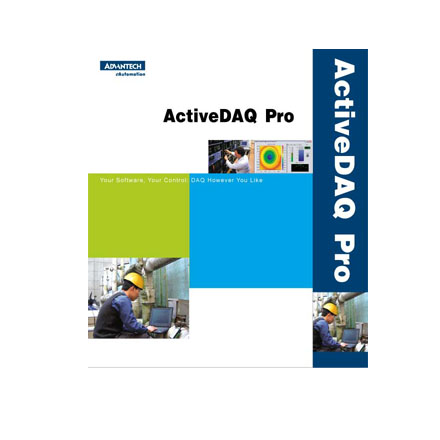 ADVANTECH
eAutomation
ActiveDAQ Pro
Your Software, Your Control: DAQ However You Like
ActiveDAQ Pro